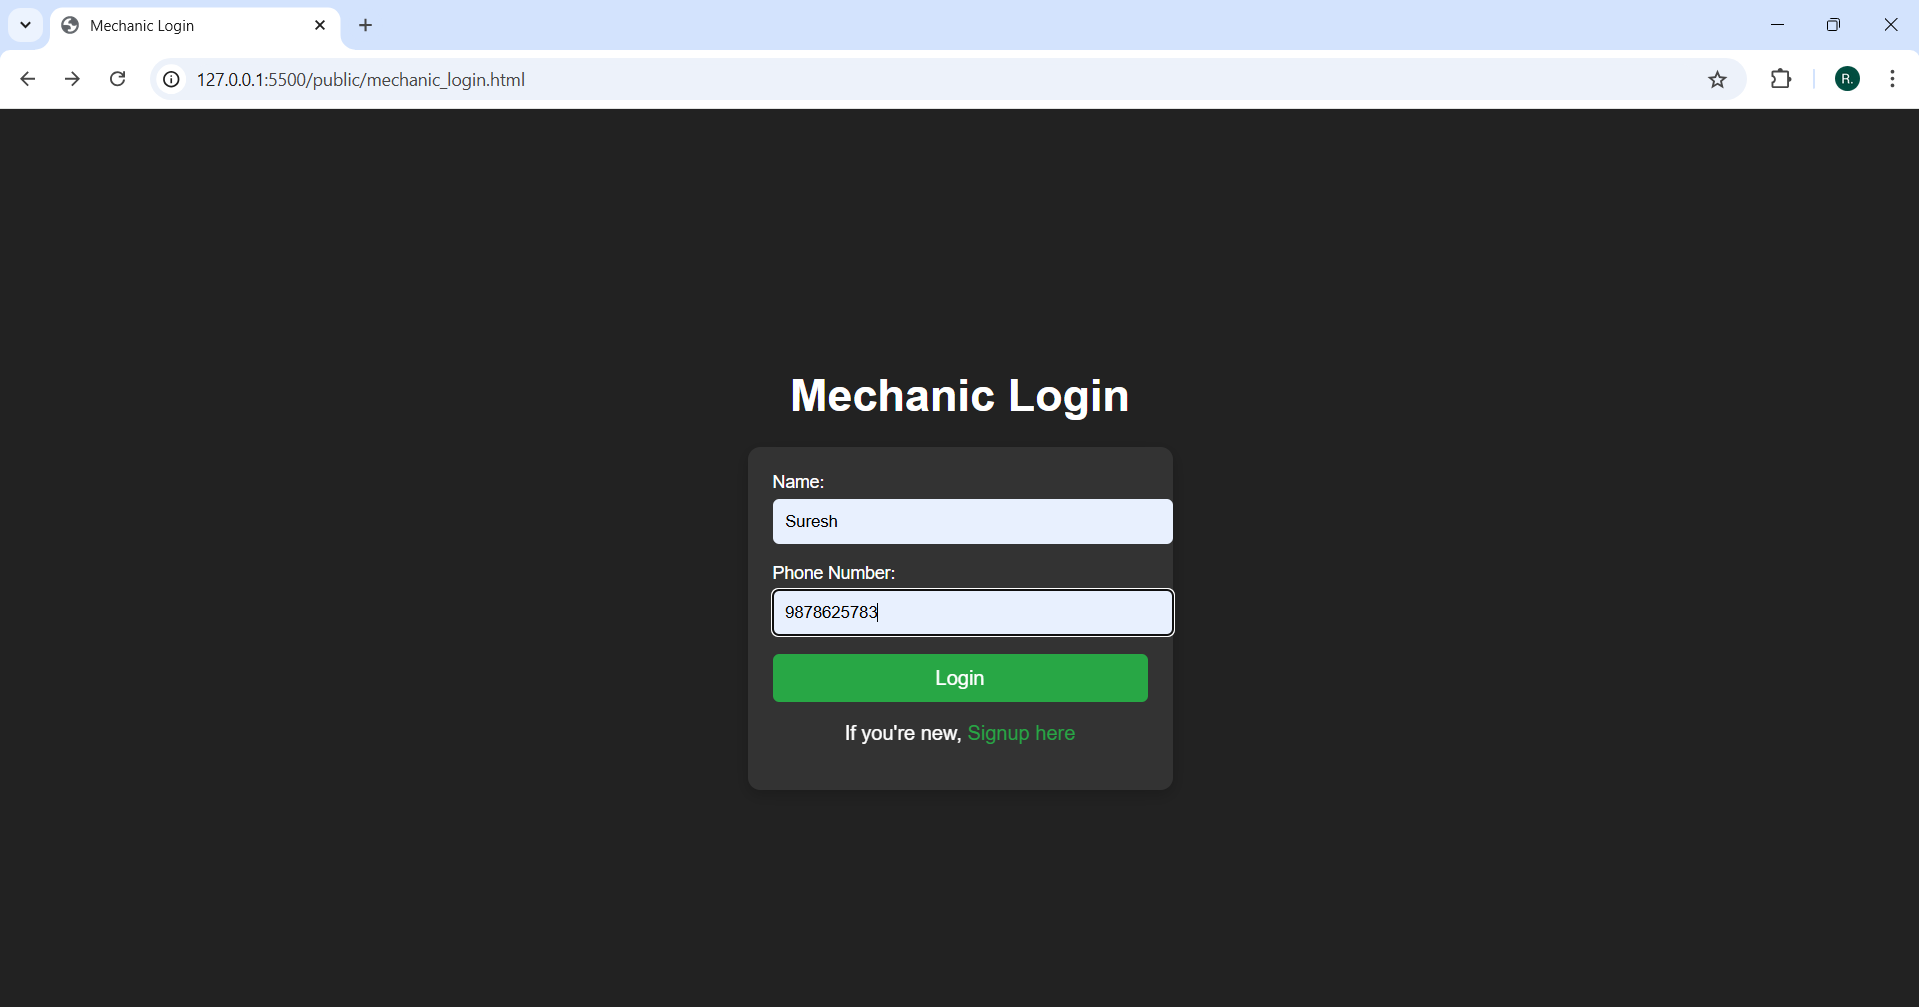 Mechanic Login
127.0.0.1:5500/public/mechanic_login.html
R.
Mechanic Login
Name:
Suresh
Phone Number:
9878625783
Login
If you're new, Signup here